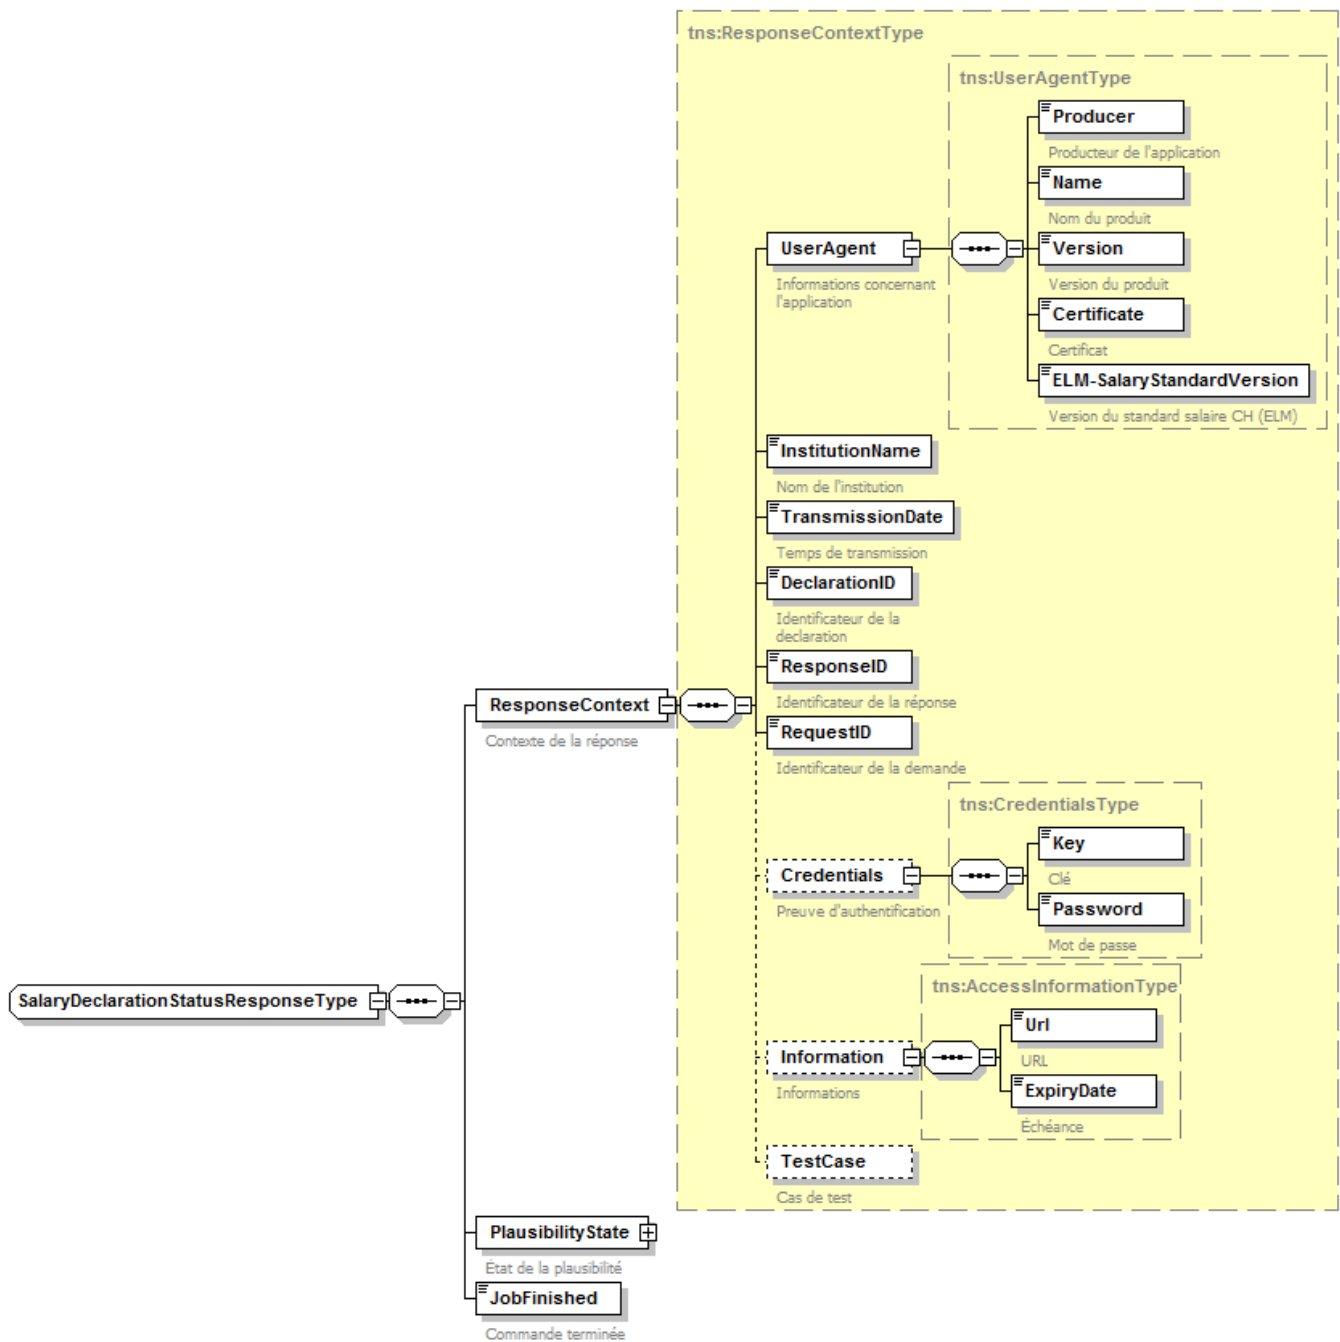 tns:ResponseContextType
tns:UserAgentType
Producer
Producteur de l'application
Name
Nom du produit
UserAgent
Informations concernant
l'application
Version
Version du produit
Certificate
Certificat
ELM-SalaryStandardVersion
Version du standard salaire CH (ELM)
InstitutionName
Nom de l'institution
TransmissionDate
Temps de transmission
DeclarationID
Identificateur de la
declaration
ResponseID
Identificateur de la réponse
ResponseContext
Contexte de la réponse
RequestID
Identificateur de la demande
tns:CredentialsType
Key
Clé
Credentials
Preuve d'authentification
Password
Mot de passe
SalaryDeclarationStatusResponseType
tns:AccessInformationType
Url
URL
Information
Informations
ExpiryDate
Échéance
TestCase
Cas de test
PlausibilityState
État de la plausibilité
JobFinished
Commande terminée